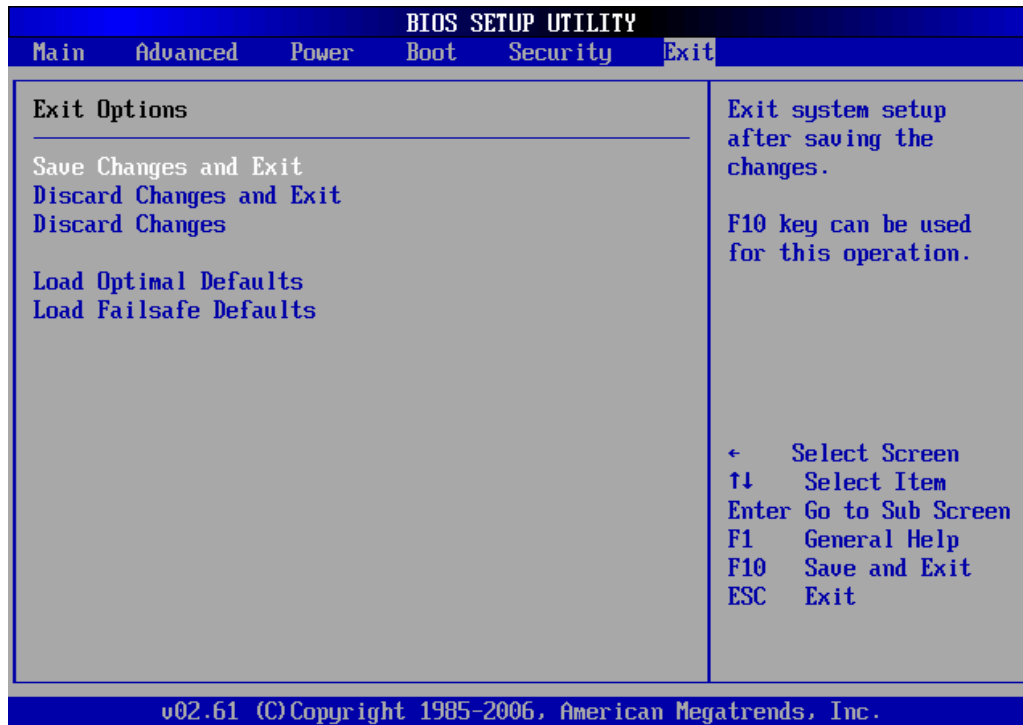 BIOS SETUP UTILITY
Main Advanced Power Boot Security Exit
Exit Options
Save Changes and Exit
Discard Changes and Exit
Discard Changes
Load Optimal Defaults
Load Failsafe Defaults
Exit system setup
after saving the
changes.
F10 key can be used
for this operation.
← Select Screen
↑↓ Select Item
Enter Go to Sub Screen
F1 General Help
F10 Save and Exit
ESC Exit
v02.61 (C)Copyright 1985-2006, American Megatrends, Inc.